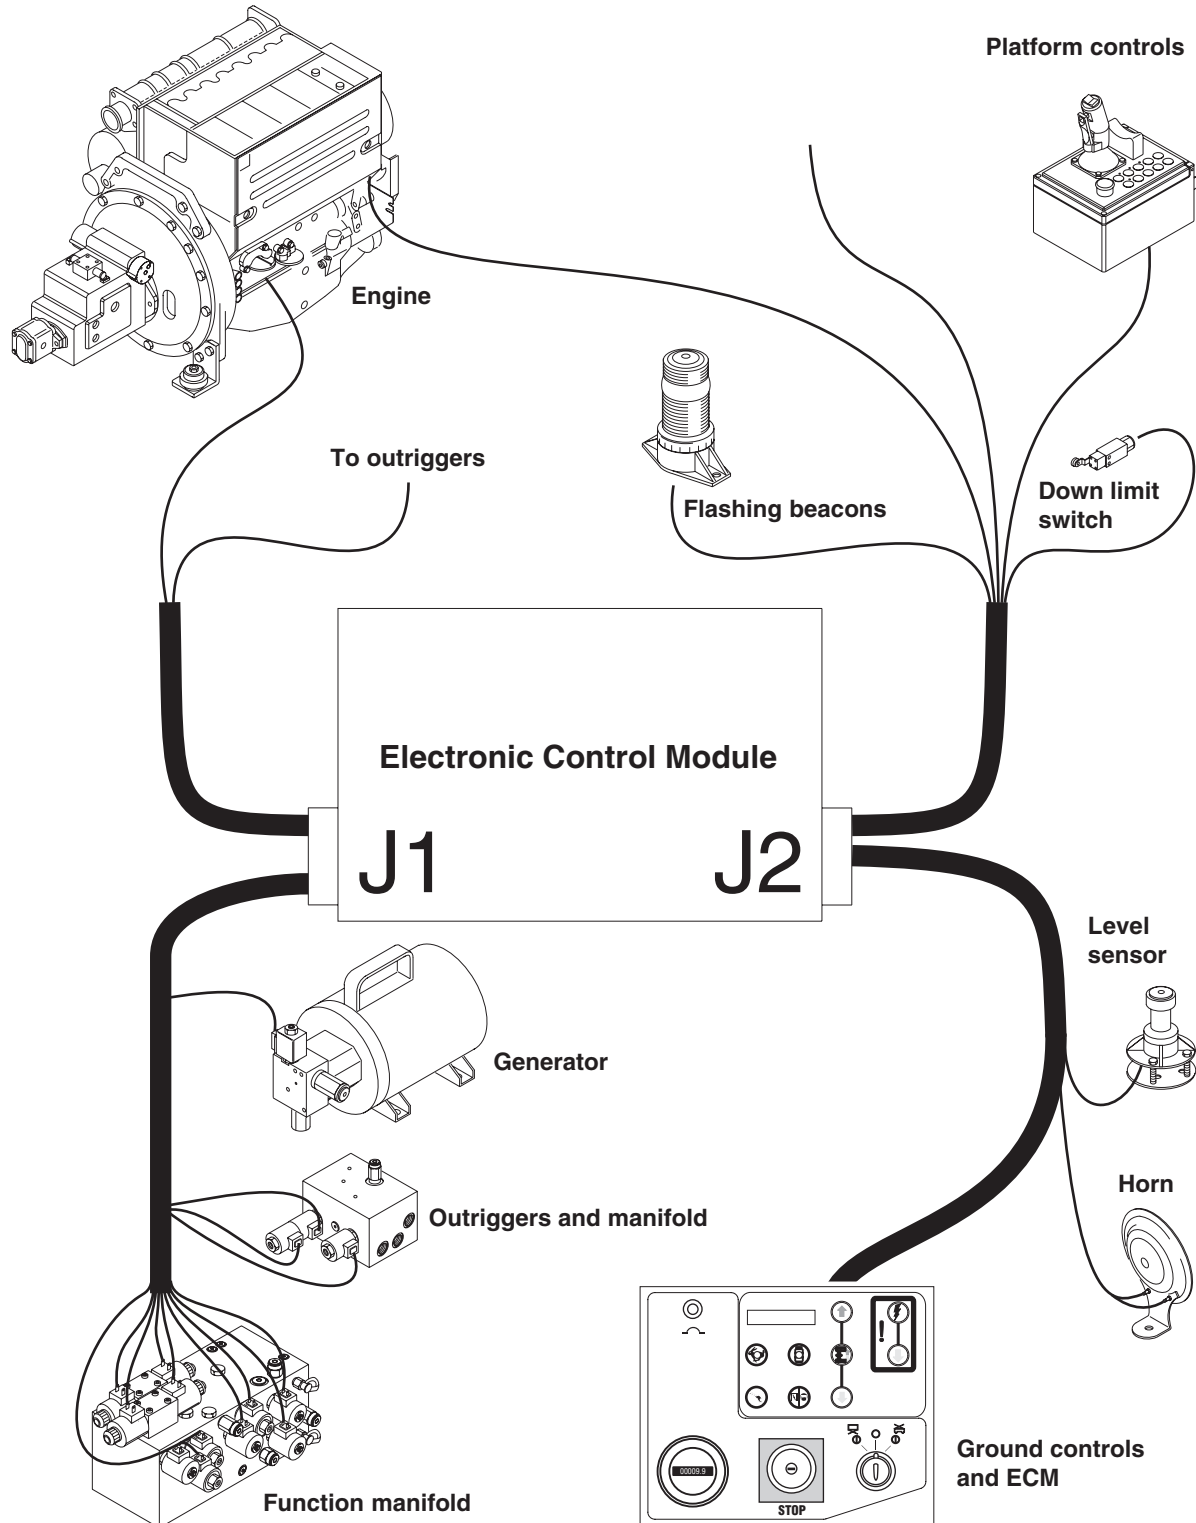 Platform controls
Engine
To outriggers
Flashing beacons
Down limit
switch
Electronic Control Module
J1
J2
Level
sensor
Generator
Horn
Outriggers and manifold
Function manifold
00009.9
STOP
!
Ground controls
and ECM